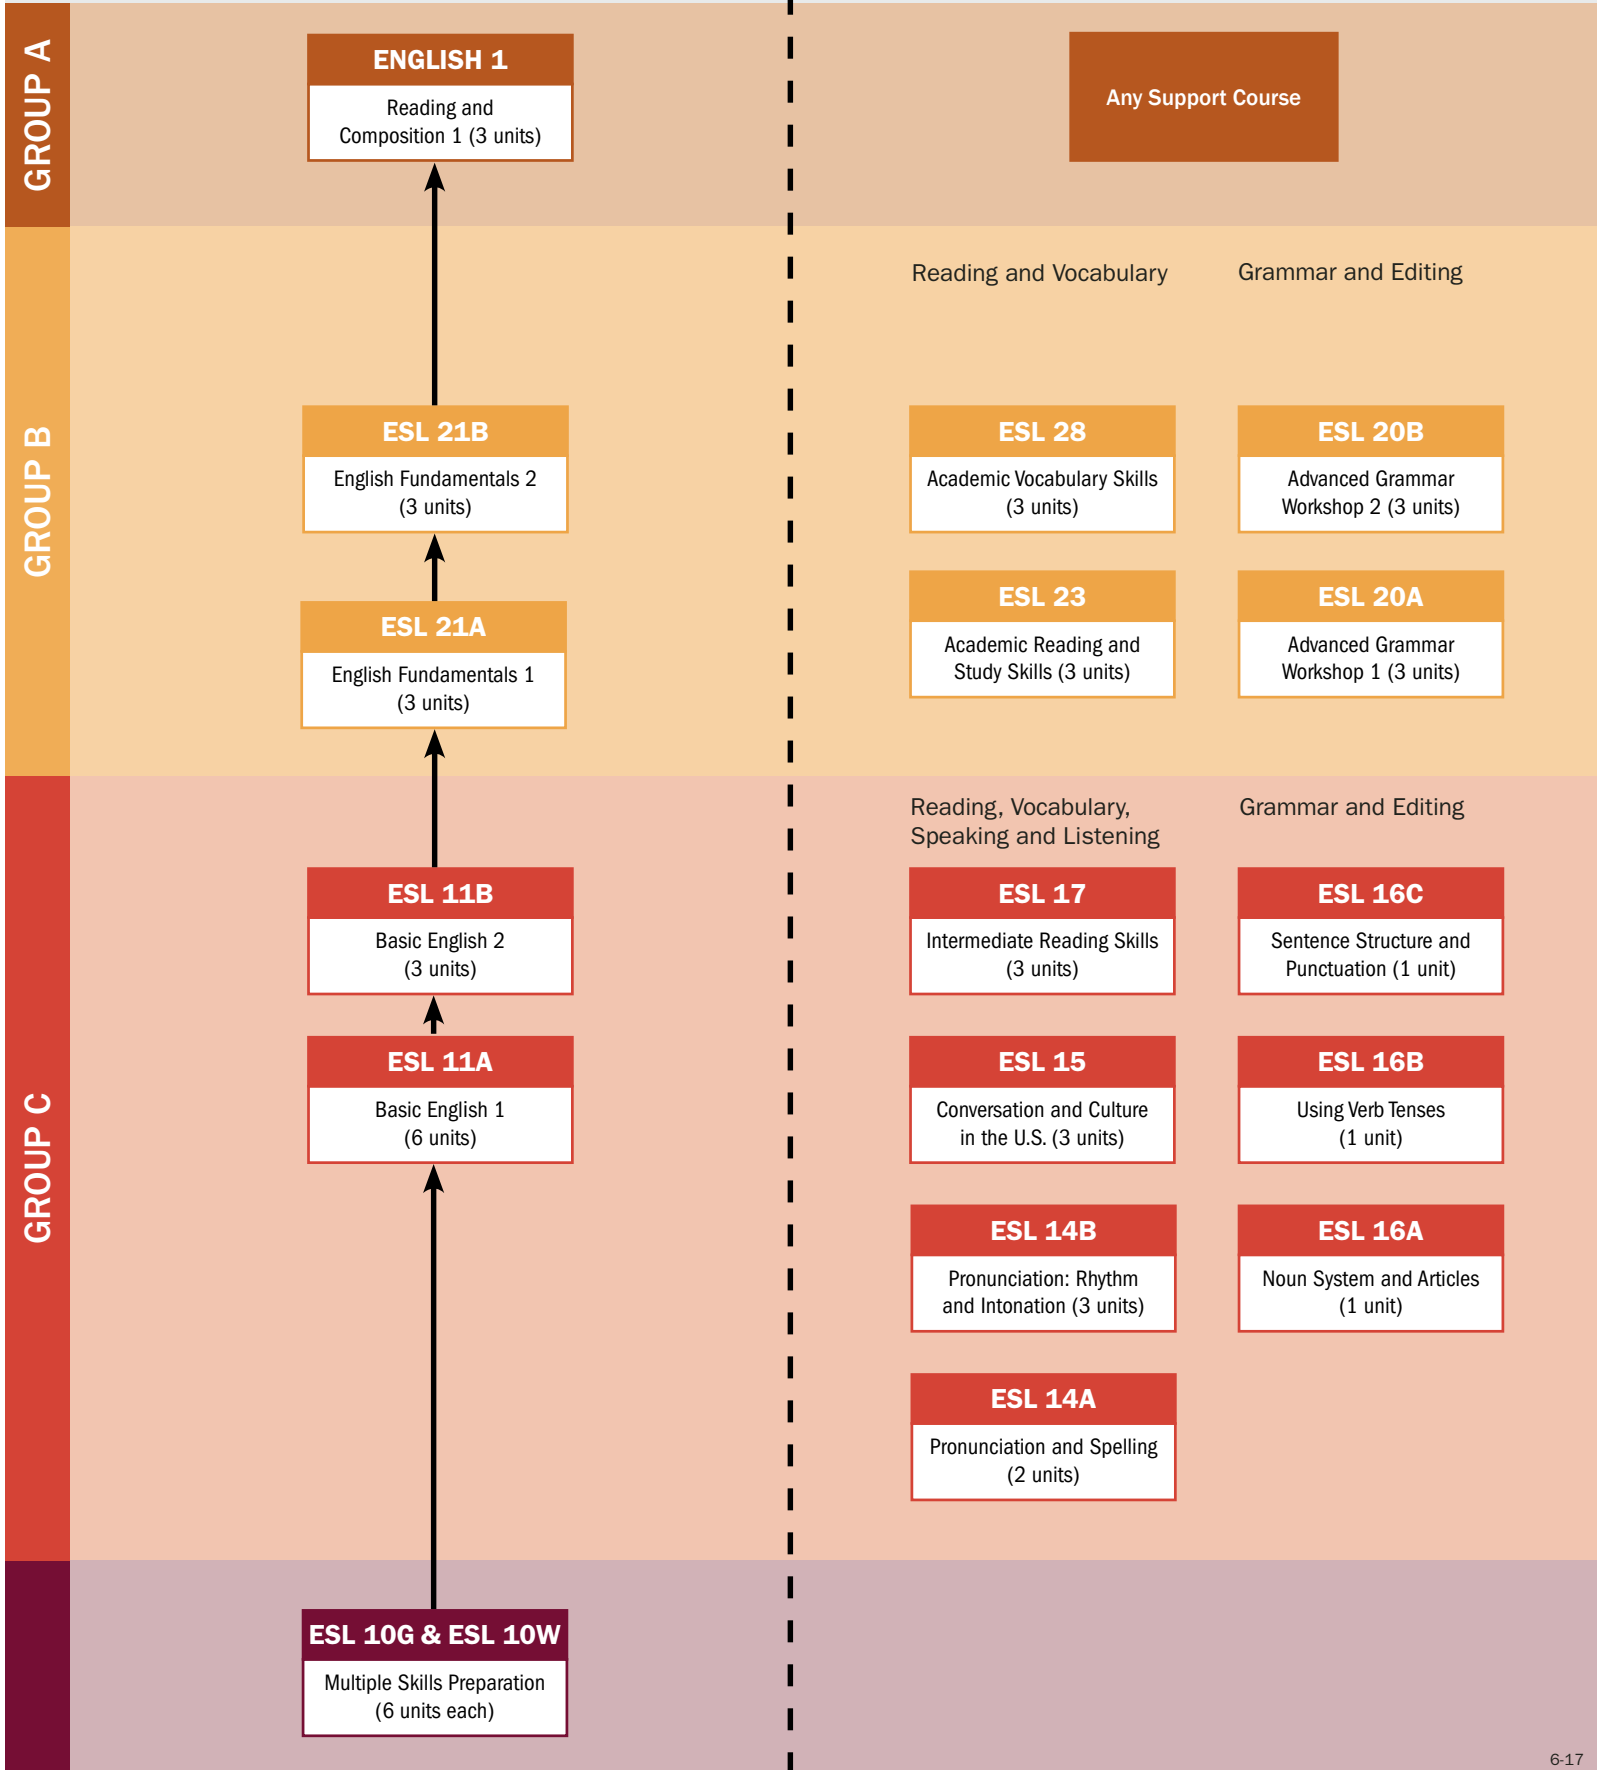 GROUP A
ENGLISH 1
Reading and
Composition 1 (3 units)
Any Support Course
GROUP B
Reading and Vocabulary
Grammar and Editing
ESL 21B
English Fundamentals 2
(3 units)
ESL 28
Academic Vocabulary Skills
(3 units)
ESL 20B
Advanced Grammar
Workshop 2 (3 units)
ESL 21A
English Fundamentals 1
(3 units)
ESL 23
Academic Reading and
Study Skills (3 units)
ESL 20A
Advanced Grammar
Workshop 1 (3 units)
GROUP C
Reading, Vocabulary,
Speaking and Listening
Grammar and Editing
ESL 11B
Basic English 2
(3 units)
ESL 17
Intermediate Reading Skills
(3 units)
ESL 16C
Sentence Structure and
Punctuation (1 unit)
ESL 11A
Basic English 1
(6 units)
ESL 15
Conversation and Culture
in the U.S. (3 units)
ESL 16B
Using Verb Tenses
(1 unit)
ESL 14B
Pronunciation: Rhythm
and Intonation (3 units)
ESL 16A
Noun System and Articles
(1 unit)
ESL 14A
Pronunciation and Spelling
(2 units)
ESL 10G & ESL 10W
Multiple Skills Preparation
(6 units each)
6-17